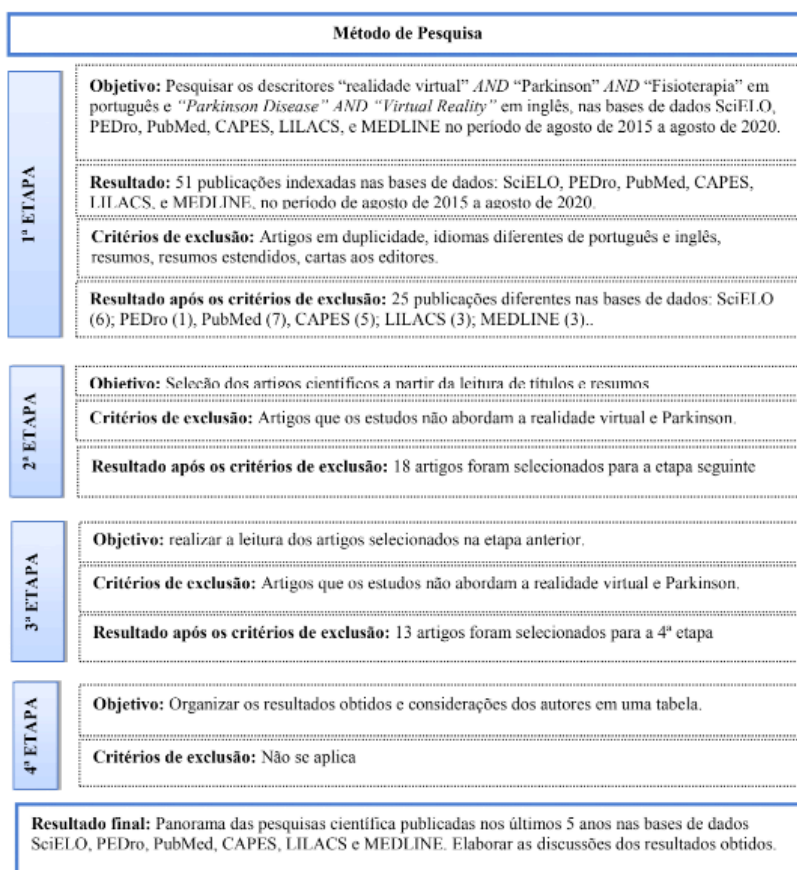 Método de Pesquisa
1ª ETAPA
Objetivo: Pesquisar os descritores “realidade virtual” AND “Parkinson” AND “Fisioterapia” em
português e “Parkinson Disease” AND “Virtual Reality” em inglês, nas bases de dados SciELO,
PEDro, PubMed, CAPES, LILACS, e MEDLINE no período de agosto de 2015 a agosto de 2020.
Resultado: 51 publicações indexadas nas bases de dados: SciELO, PEDro, PubMed, CAPES,
LILACS, e MEDLINE, no período de agosto de 2015 a agosto de 2020.
Critérios de exclusão: Artigos em duplicidade, idiomas diferentes de português e inglês,
resumos, resumos estendidos, cartas aos editores.
Resultado após os critérios de exclusão: 25 publicações diferentes nas bases de dados: SciELO
(6); PEDro (1), PubMed (7), CAPES (5); LILACS (3); MEDLINE (3)..
2ª ETAPA
Objetivo: Seleção dos artigos científicos a partir da leitura de títulos e resumos
Critérios de exclusão: Artigos que os estudos não abordam a realidade virtual e Parkinson.
Resultado após os critérios de exclusão: 18 artigos foram selecionados para a etapa seguinte
3ª ETAPA
Objetivo: realizar a leitura dos artigos selecionados na etapa anterior.
Critérios de exclusão: Artigos que os estudos não abordam a realidade virtual e Parkinson.
Resultado após os critérios de exclusão: 13 artigos foram selecionados para a 4ª etapa
4ª ETAPA
Objetivo: Organizar os resultados obtidos e considerações dos autores em uma tabela.
Critérios de exclusão: Não se aplica
Resultado final: Panorama das pesquisas científica publicadas nos últimos 5 anos nas bases de dados
SciELO, PEDro, PubMed, CAPES, LILACS e MEDLINE. Elaborar as discussões dos resultados obtidos.